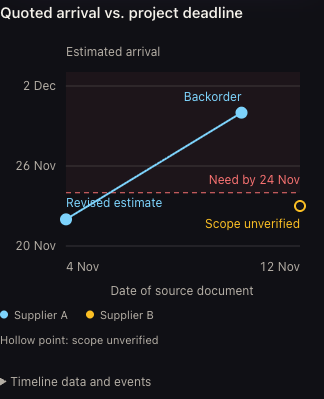 Quoted arrival vs. project deadline
Estimated arrival
2 Dec
Backorder
26 Nov
Need by 24 Nov
Revised estimate
Scope unverified
20 Nov
4 Nov 12 Nov
Date of source document
Supplier A Supplier B
Hollow point: scope unverified
Timeline data and events